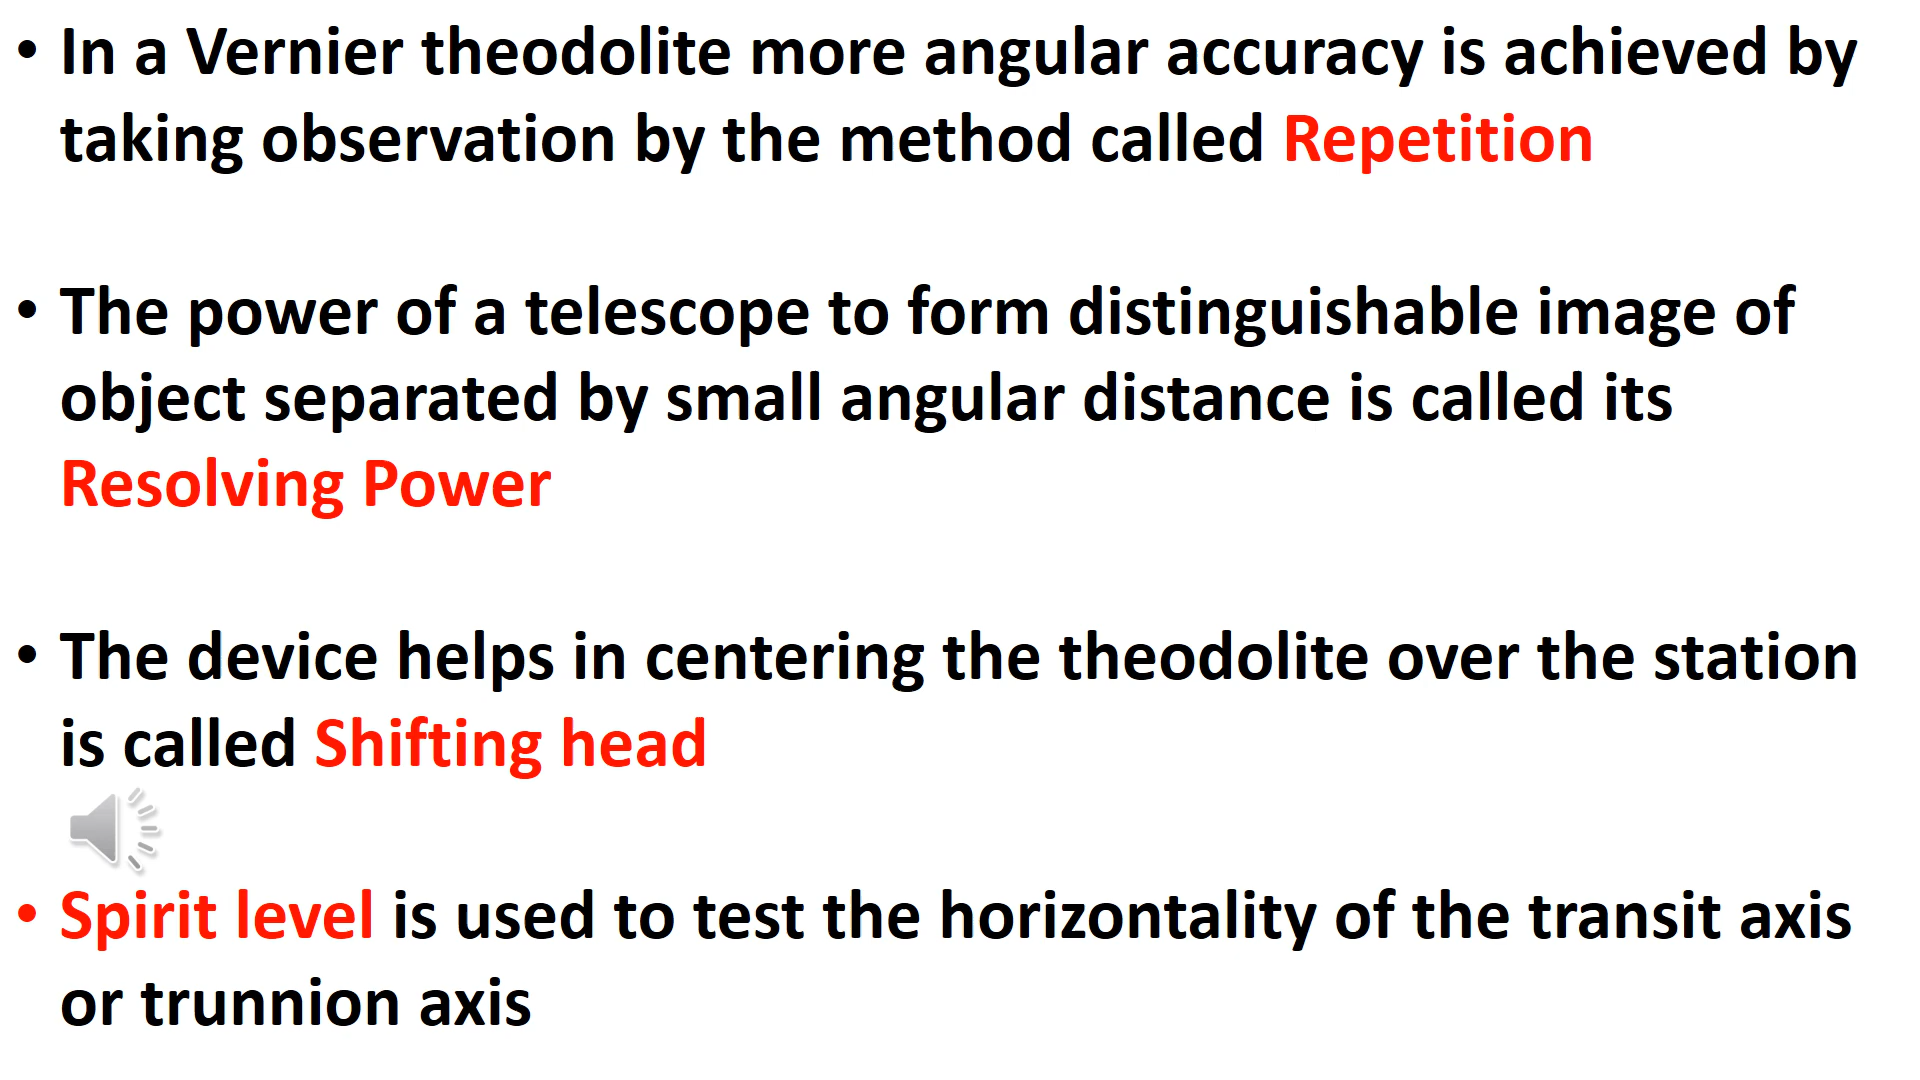 • In a Vernier theodolite more angular accuracy is achieved by
taking observation by the method called Repetition
• The power of a telescope to form distinguishable image of
object separated by small angular distance is called its
Resolving Power
• The device helps in centering the theodolite over the station
is called Shifting head
• Spirit level is used to test the horizontality of the transit axis
or trunnion axis